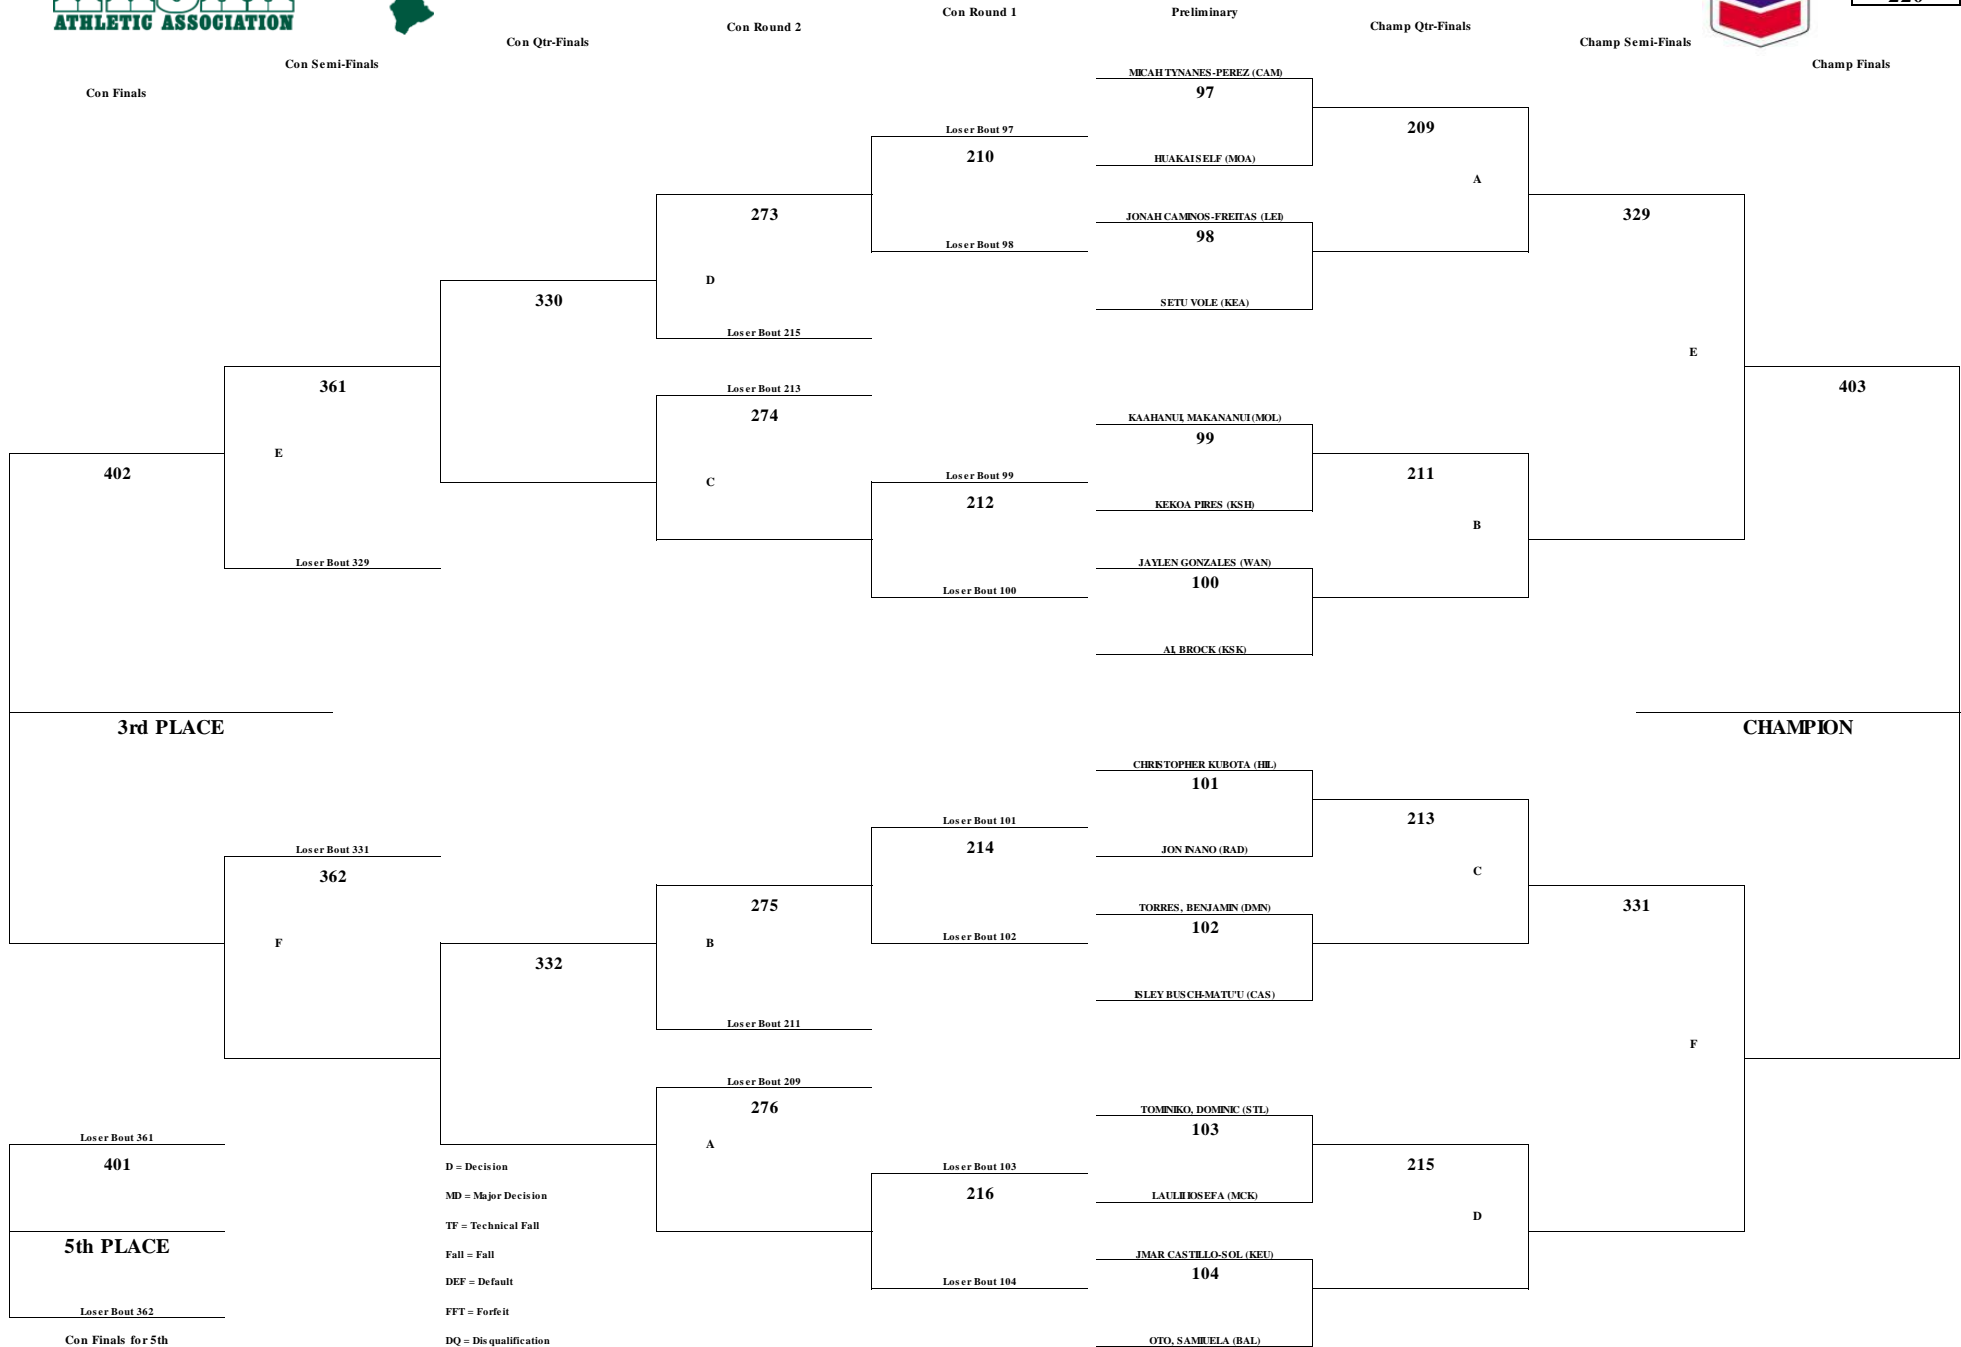 ATHLETIC ASSOCIATION
Con Finals
Con Semi-Finals
Con Qtr-Finals
Con Round 2
Con Round 1
Preliminary
Champ Qtr-Finals
Champ Semi-Finals
Champ Finals
MICAH TYNANES-PEREZ (CAM)
97
HUAKAI SELF (MOA)
JONAH CAMINOS-FREITAS (LEI)
98
SETU VOLE (KEA)
KAAHANUI, MAKANANUI (MOL)
99
KEKOA PIRES (KSH)
JAYLEN GONZALES (WAN)
100
AI, BROCK (KSK)
CHRISTOPHER KUBOTA (HIL)
101
JON INANO (RAD)
TORRES, BENJAMIN (DMN)
102
ISLEY BUSCH-MATU'U (CAS)
TOMINIKO, DOMINIC (STL)
103
LAULII IOSEFA (MCK)
JMAR CASTILLO-SOL (KEU)
104
OTO, SAMIUELA (BAL)
209
A
211
B
213
C
215
D
329
E
331
F
403
CHAMPION
Loser Bout 97
210
Loser Bout 98
Loser Bout 99
212
Loser Bout 100
Loser Bout 101
214
Loser Bout 102
Loser Bout 103
216
Loser Bout 104
273
D
Loser Bout 215
Loser Bout 213
274
C
275
B
Loser Bout 211
Loser Bout 209
276
A
330
332
361
E
Loser Bout 329
Loser Bout 331
362
F
402
3rd PLACE
Loser Bout 361
401
5th PLACE
Loser Bout 362
Con Finals for 5th
D = Decision
MD = Major Decision
TF = Technical Fall
Fall = Fall
DEF = Default
FFT = Forfeit
DQ = Disqualification